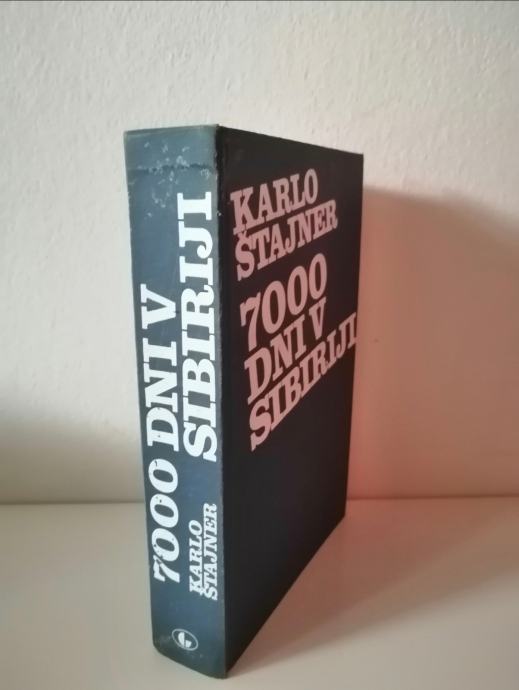 7000 DNI V
SIBIRIJI
KARLO
ŠTAJNER
KARLO
ŠTAJNER
7000
DNI V
SIBIRIJI